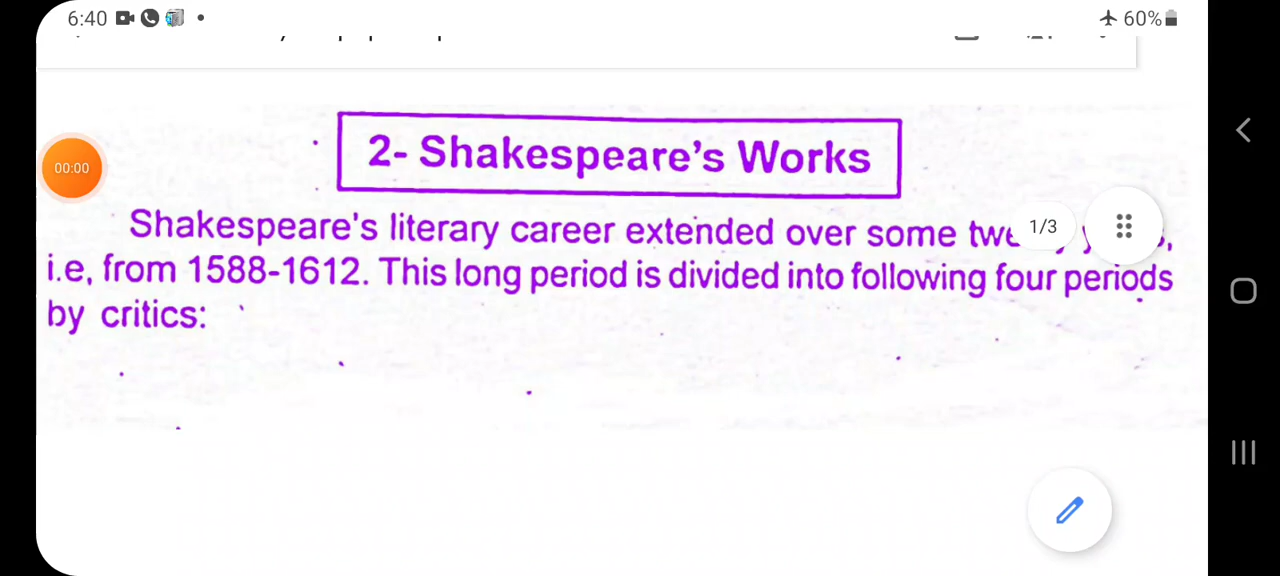 6:40
60%
00:00
2- Shakespeare's Works
Shakespeare's literary career extended over some
1/3
i.e, from 1588-1612. This long period is divided into following four periods
by critics: